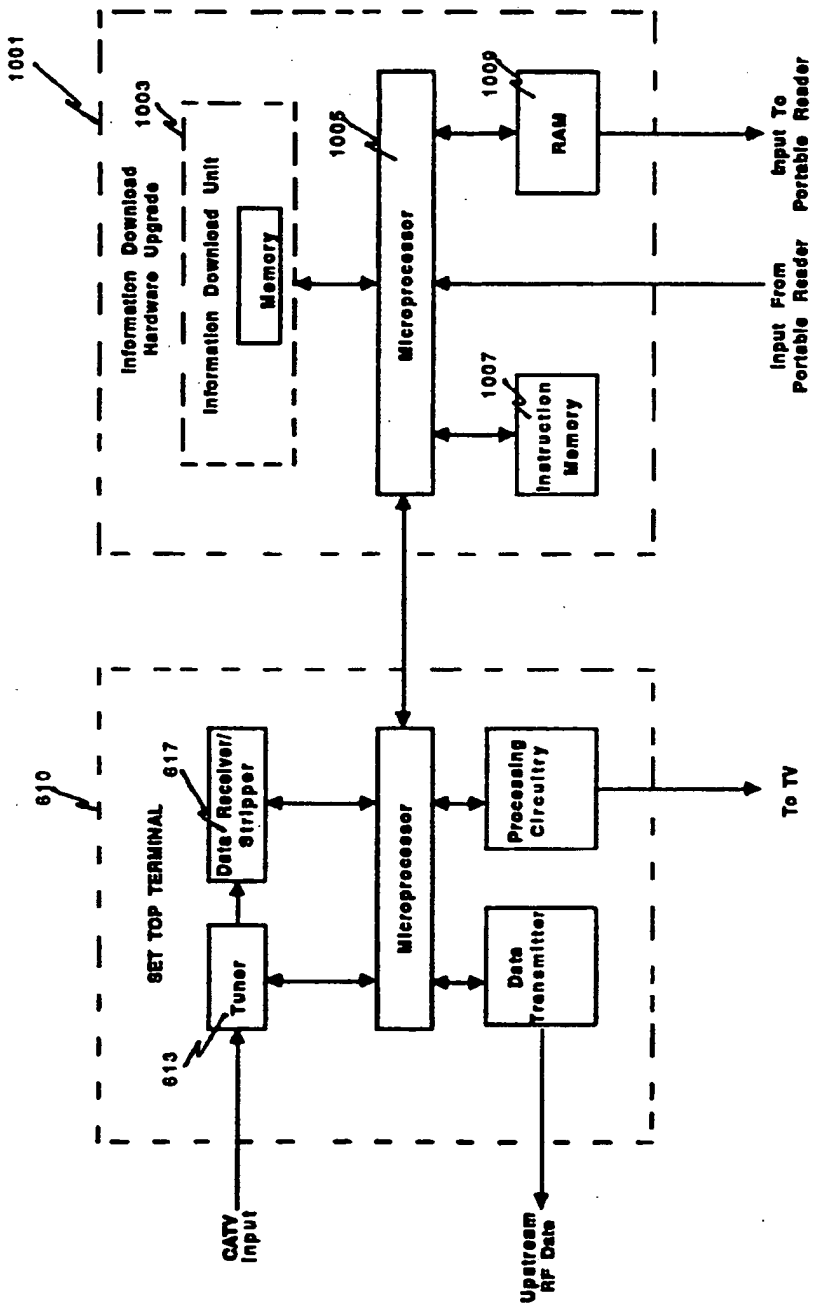 610
SET TOP TERMINAL
613
Tuner
617
Data Receiver/
Stripper
Microprocessor
Data
Transmitter
Processing
Circuitry
CATV
Input
Upstream
RF Data
To TV
1001
Information Download
Hardware Upgrade
1003
Information Download Unit
Memory
1005
Microprocessor
1007
Instruction
Memory
1009
RAM
Input From
Portable Reader
Input To
Portable Reader